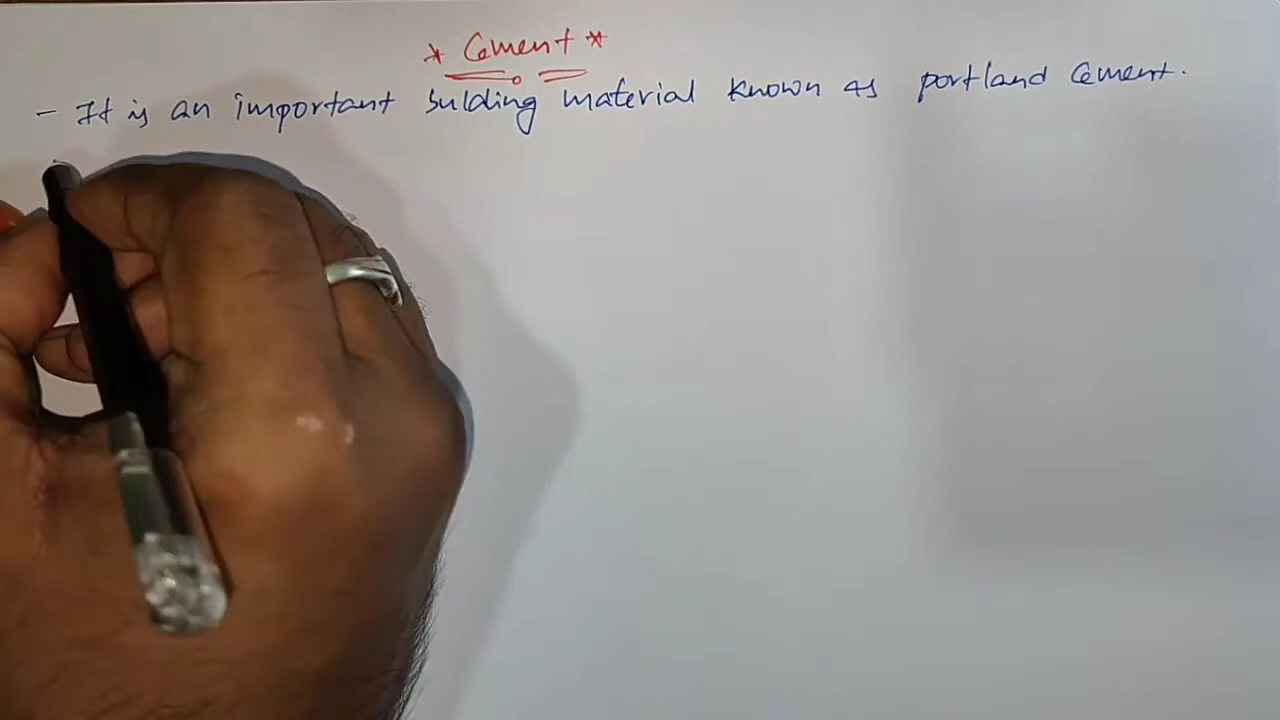 * Cement *
- It is an important bulding material known as portland cement.